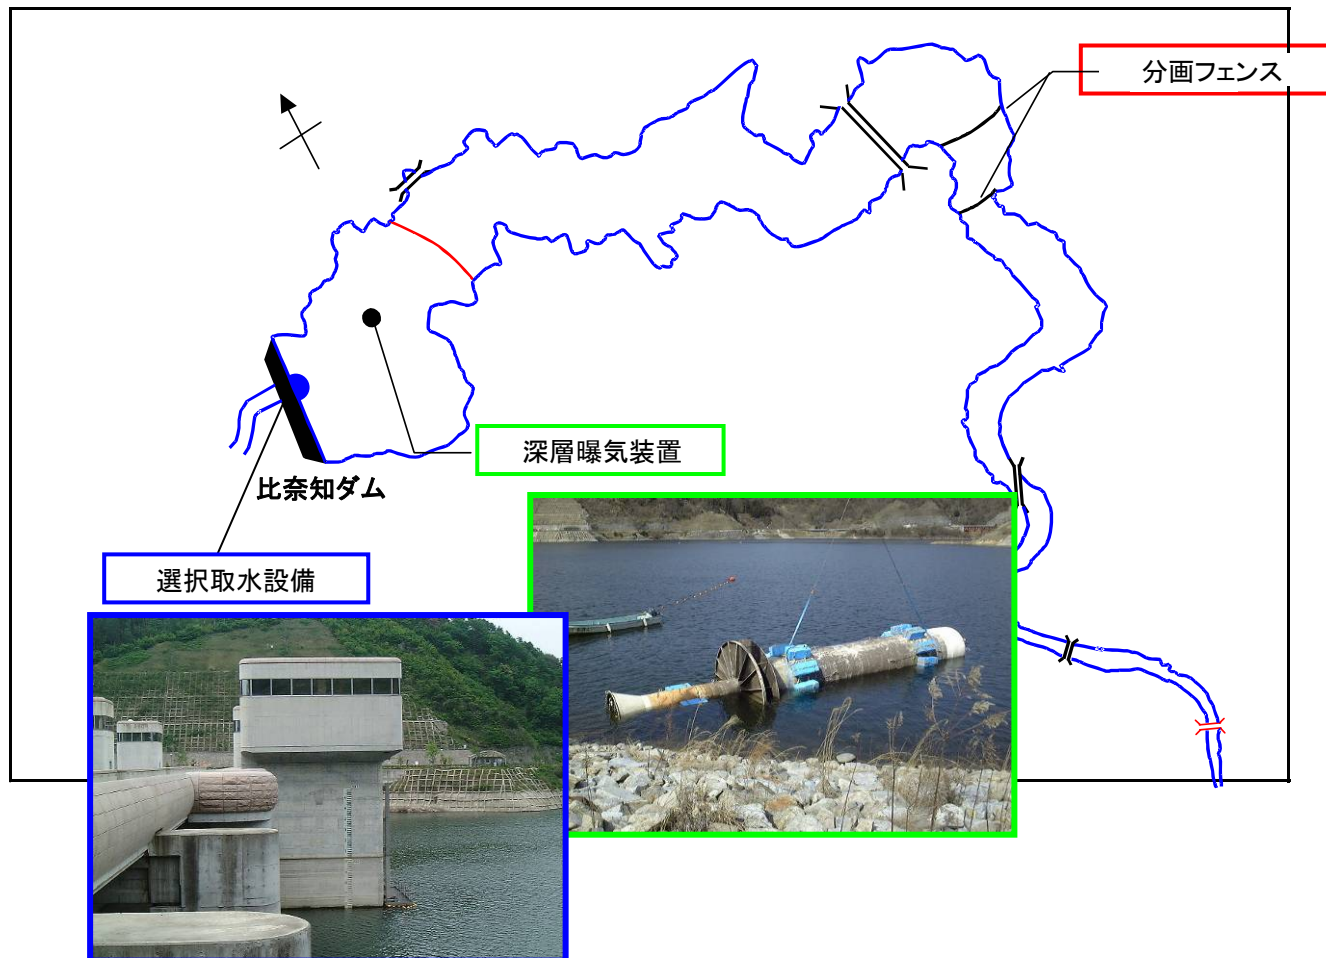 分画フェンス
深層曝気装置
比奈知ダム
選択取水設備